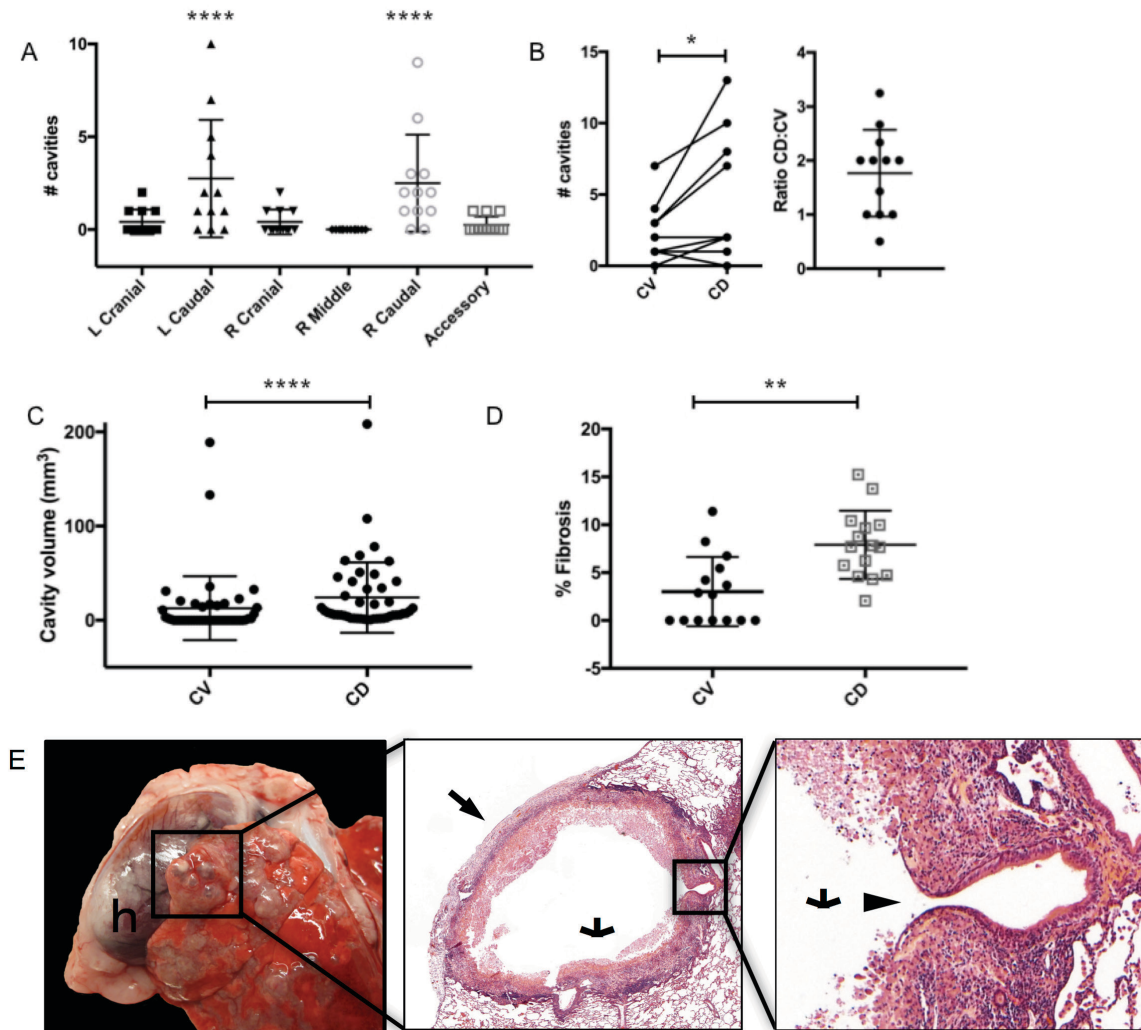 A
****
****
# cavities
10
5
0
L Cranial
L Caudal
R Cranial
R Middle
R Caudal
Accessory
B
*
# cavities
15
10
5
0
CV
CD
Ratio CD:CV
4
3
2
1
0
C
****
Cavity volume (mm³)
200
100
0
CV
CD
D
**
% Fibrosis
20
15
10
5
0
-5
CV
CD
E
h